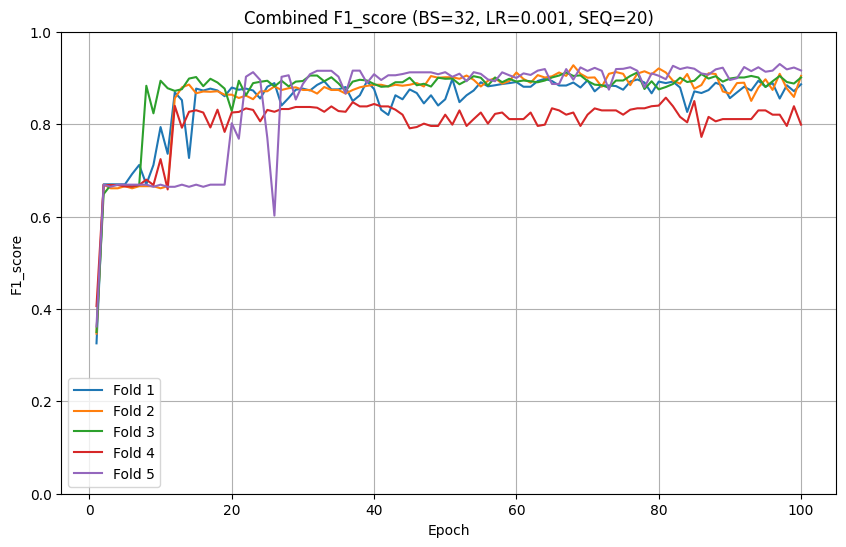 Combined F1_score (BS=32, LR=0.001, SEQ=20)
1.0
0.8
0.6
0.4
0.2
0.0
F1_score
Fold 1
Fold 2
Fold 3
Fold 4
Fold 5
0 20 40 60 80 100
Epoch